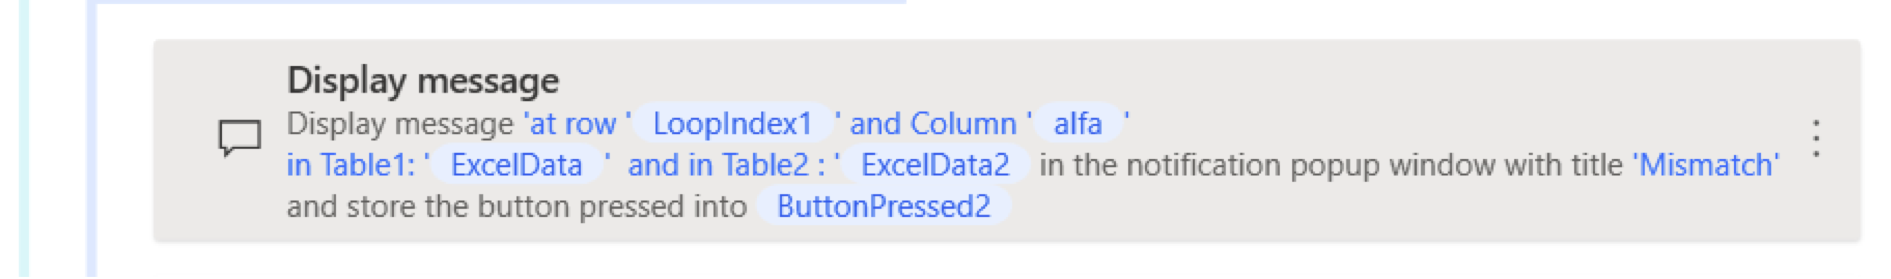 Display message
Display message 'at row ' LoopIndex1 ' and Column ' alfa '
in Table1: ' ExcelData ' and in Table2 : ' ExcelData2 in the notification popup window with title 'Mismatch'
and store the button pressed into ButtonPressed2